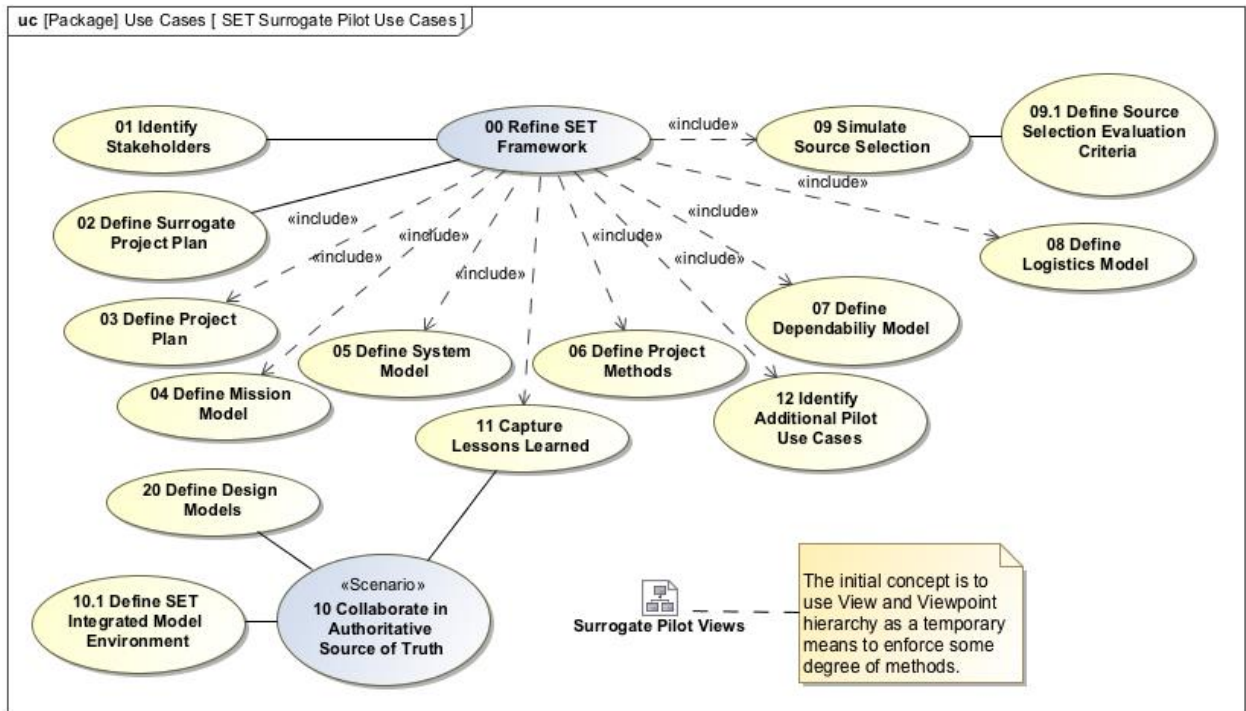 uc [Package] Use Cases [ SET Surrogate Pilot Use Cases ]
01 Identify
Stakeholders
00 Refine SET
Framework
«include»
09 Simulate
Source Selection
09.1 Define Source
Selection Evaluation
Criteria
02 Define Surrogate
Project Plan
«include»
«include»
«include»
«include»
«include»
«include»
08 Define
Logistics Model
03 Define Project
Plan
05 Define System
Model
06 Define Project
Methods
07 Define
Dependabiliy Model
04 Define Mission
Model
11 Capture
Lessons Learned
12 Identify
Additional Pilot
Use Cases
20 Define Design
Models
«Scenario»
10 Collaborate in
Authoritative
Source of Truth
10.1 Define SET
Integrated Model
Environment
Surrogate Pilot Views
The initial concept is to
use View and Viewpoint
hierarchy as a temporary
means to enforce some
degree of methods.